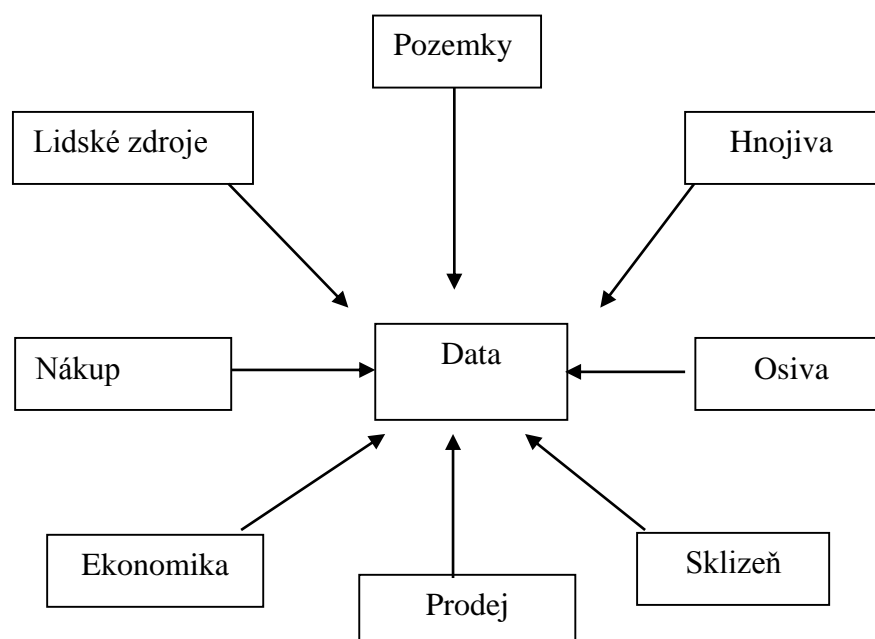 Pozemky
Lidské zdroje
Hnojiva
Nákup
Data
Osiva
Ekonomika
Prodej
Sklizeň